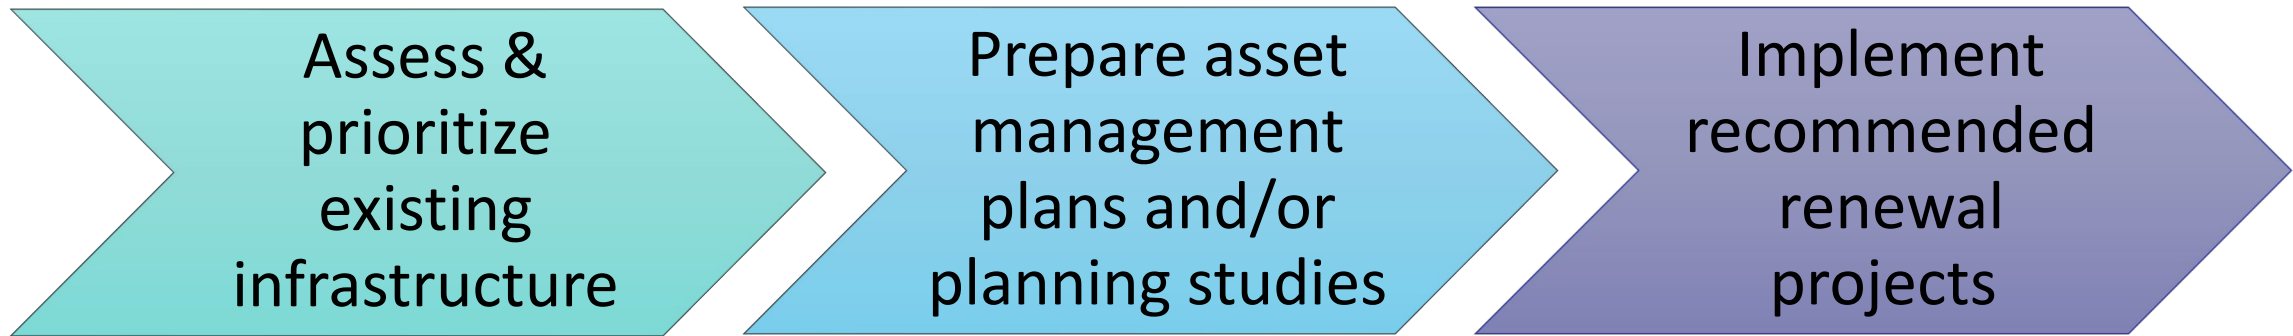 Assess &
prioritize
existing
infrastructure
Prepare asset
management
plans and/or
planning studies
Implement
recommended
renewal
projects